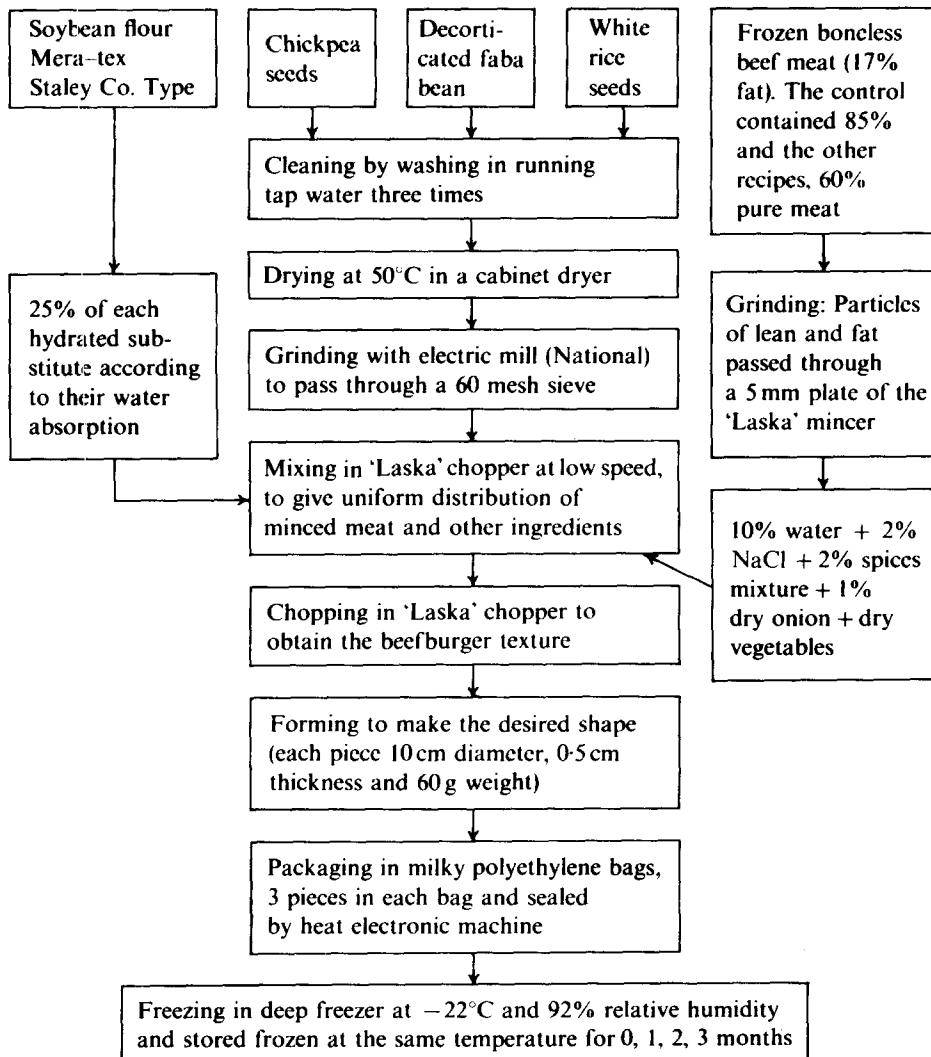 Soybean flour
Mera-tex
Staley Co. Type
Chickpea
seeds
Decorti-
cated faba
bean
White
rice
seeds
Frozen boneless
beef meat (17%
fat). The control
contained 85%
and the other
recipes, 60%
pure meat
Cleaning by washing in running
tap water three times
Drying at 50°C in a cabinet dryer
25% of each
hydrated sub-
stitute according
to their water
absorption
Grinding with electric mill (National)
to pass through a 60 mesh sieve
Grinding: Particles
of lean and fat
passed through
a 5 mm plate of the
'Laska' mincer
Mixing in 'Laska' chopper at low speed,
to give uniform distribution of
minced meat and other ingredients
10% water + 2%
NaCl + 2% spices
mixture + 1%
dry onion + dry
vegetables
Chopping in 'Laska' chopper to
obtain the beefburger texture
Forming to make the desired shape
(each piece 10 cm diameter, 0·5 cm
thickness and 60 g weight)
Packaging in milky polyethylene bags,
3 pieces in each bag and sealed
by heat electronic machine
Freezing in deep freezer at −22°C and 92% relative humidity
and stored frozen at the same temperature for 0, 1, 2, 3 months